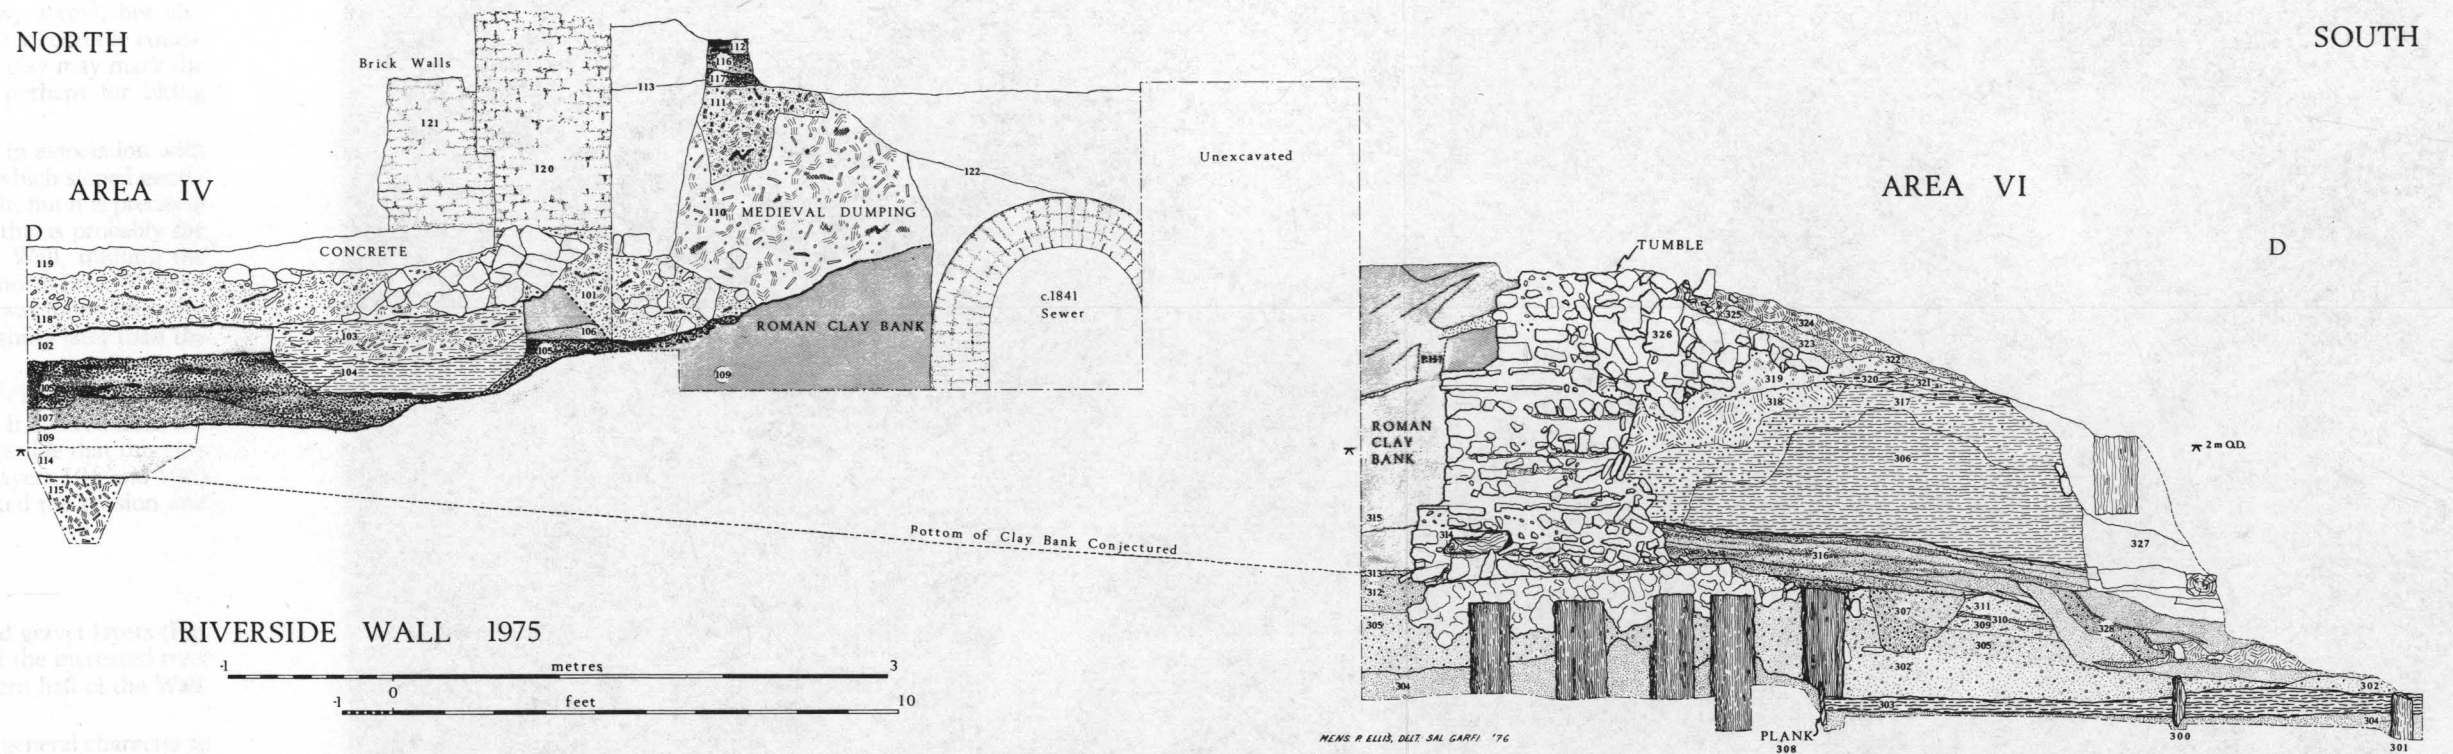 NORTH
SOUTH
Brick Walls
112
116
117
113
111
121
120
Unexcavated
122
AREA IV
AREA VI
110 MEDIEVAL DUMPING
D
D
TUMBLE
CONCRETE
119
101
c.1841
Sewer
118
106
ROMAN CLAY BANK
103
102
105
104
109
105
107
109
114
115
325
324
326
323
322
319
320
321
318
317
ROMAN
CLAY
BANK
306
2 m O.D.
315
314
316
327
313
312
305
307
311
310
309
305
328
302
304
302
303
304
Bottom of Clay Bank Conjectured
RIVERSIDE WALL 1975
-1 metres 3
-1 0 feet 10
MENS. P. ELLIS, DELT. SAL GARFI '76
PLANK
308
300
301